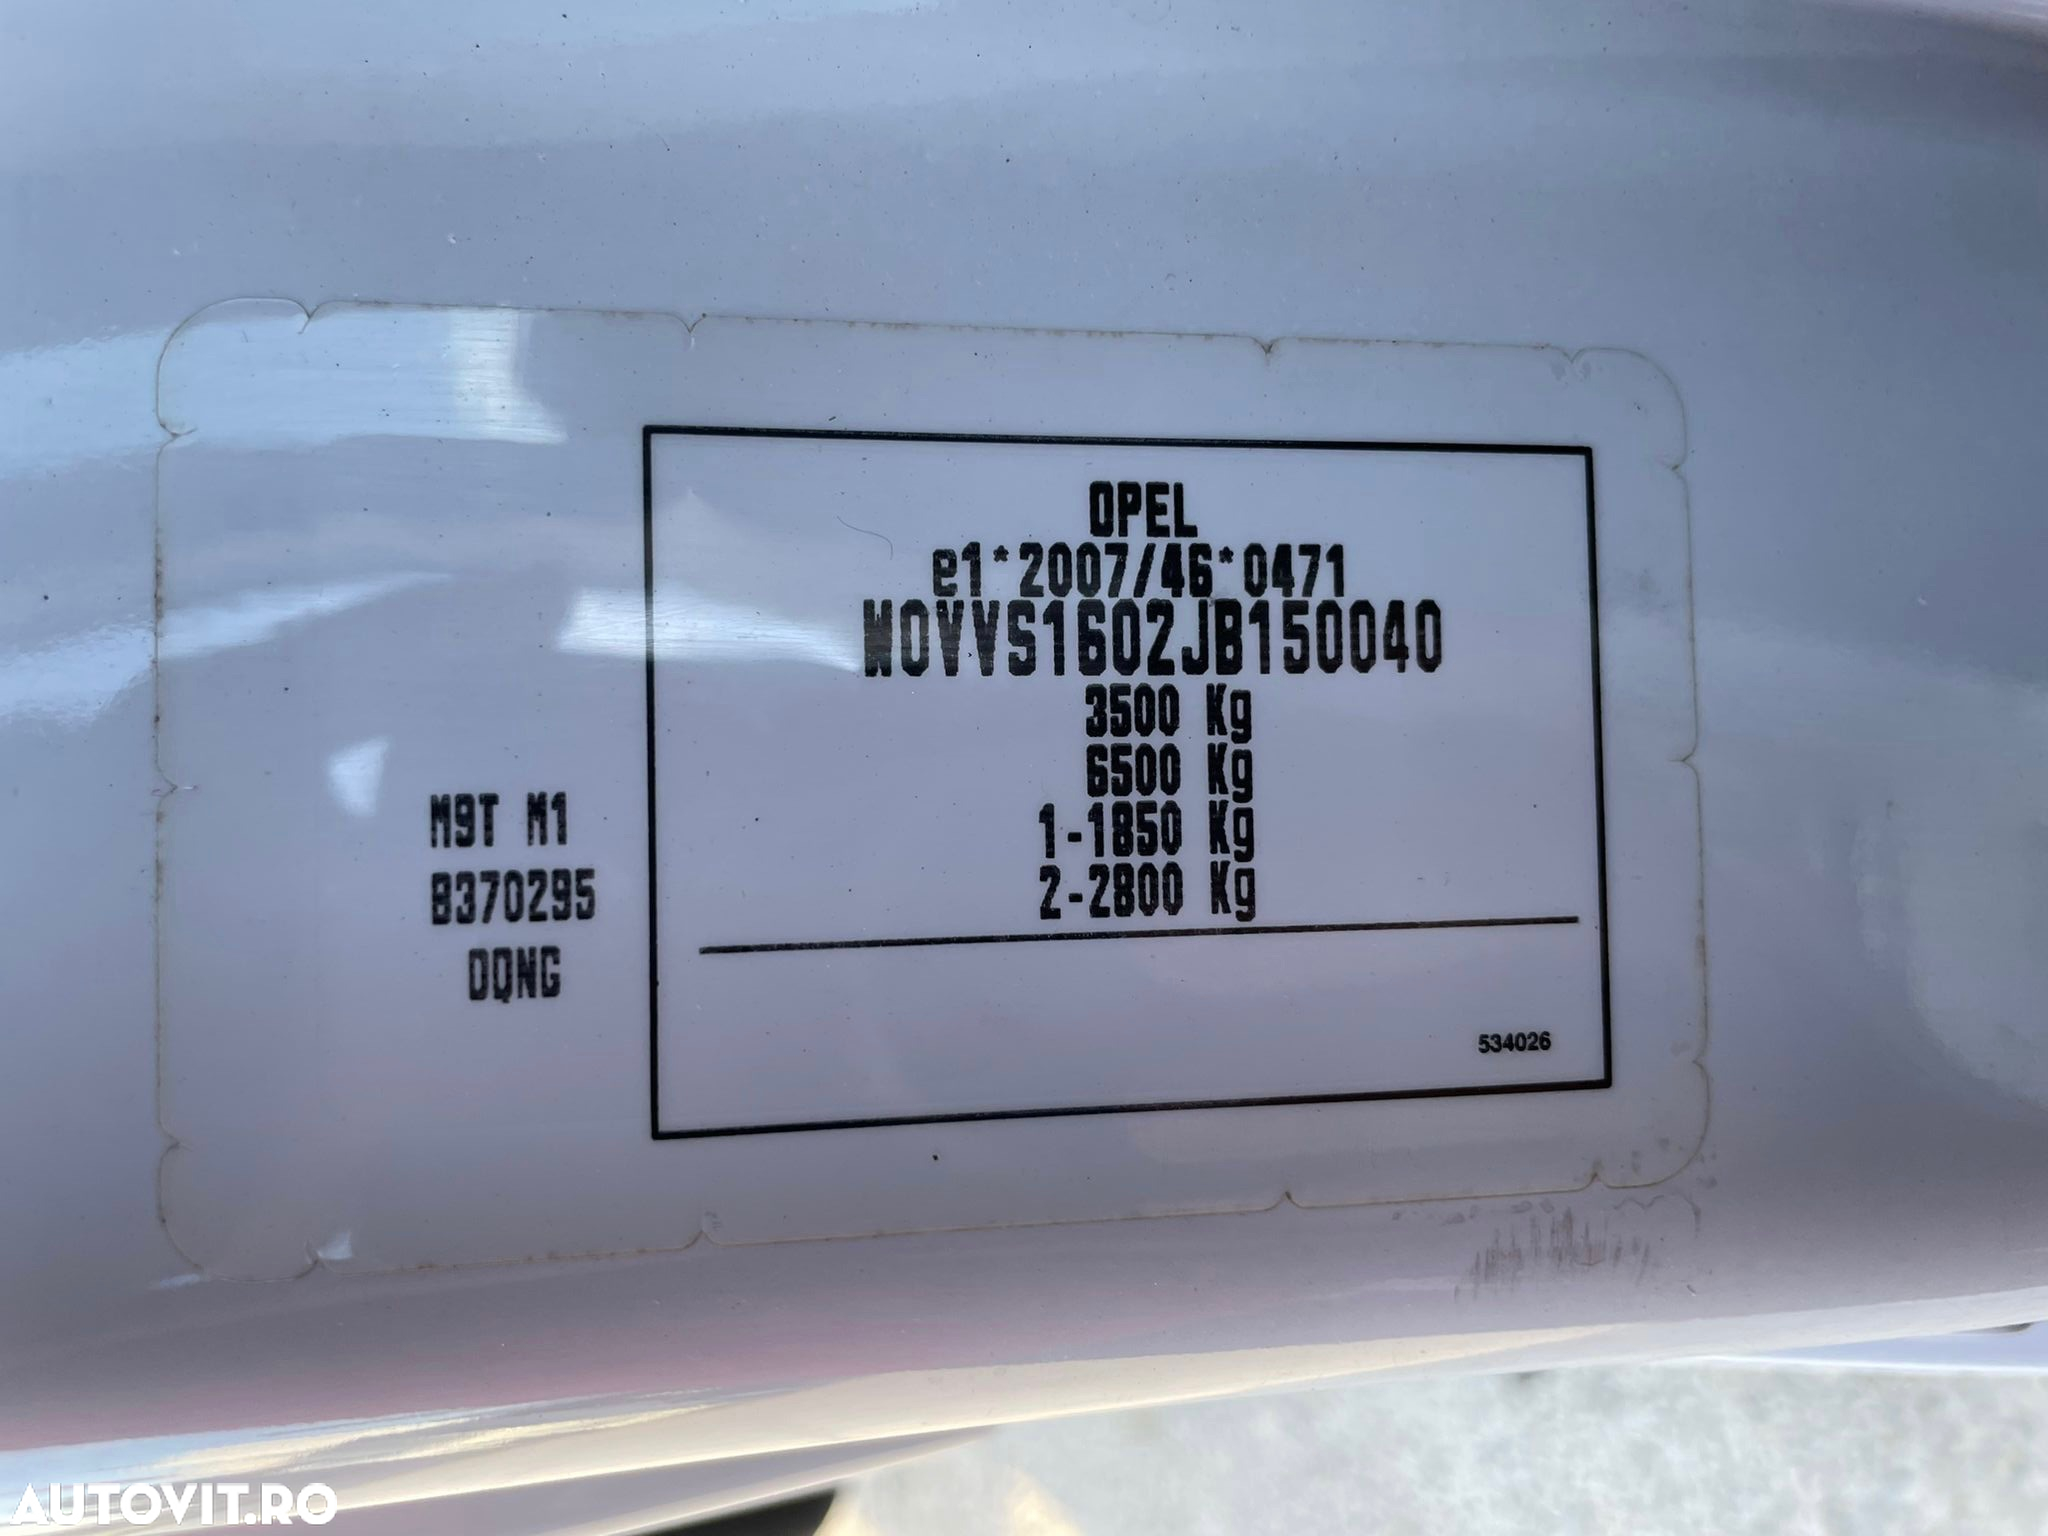 OPEL
e1*2007/46*0471
W0VVS1602JB150040
3500 Kg
6500 Kg
1-1850 Kg
2-2800 Kg
M9T M1
B370295
DQNG
534026
AUTOVIT.RO